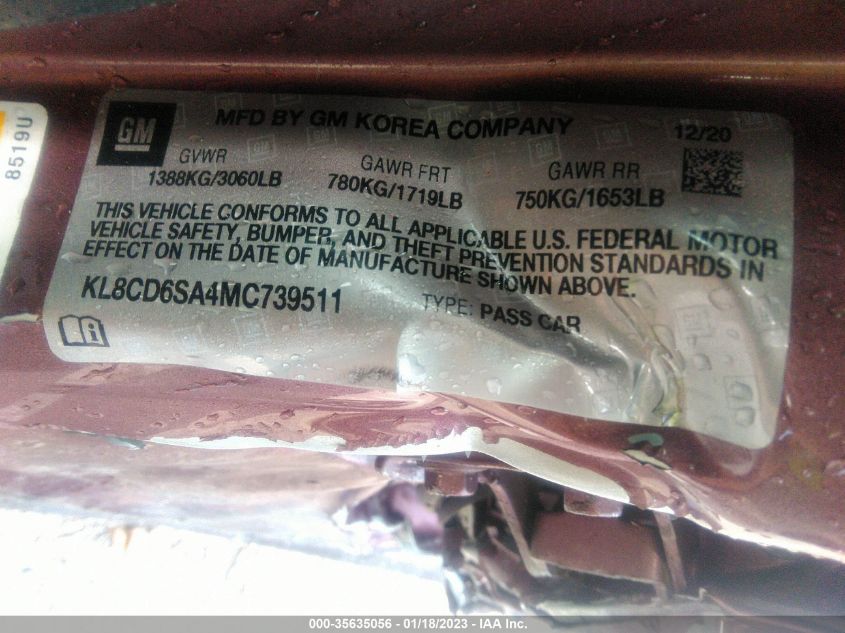 8519U
GM
MFD BY GM KOREA COMPANY
12/20
GVWR GAWR FRT GAWR RR
1388KG/3060LB 780KG/1719LB 750KG/1653LB
THIS VEHICLE CONFORMS TO ALL APPLICABLE U.S. FEDERAL MOTOR
VEHICLE SAFETY, BUMPER, AND THEFT PREVENTION STANDARDS IN
EFFECT ON THE DATE OF MANUFACTURE SHOWN ABOVE.
KL8CD6SA4MC739511 TYPE: PASS CAR
000-35635056 - 01/18/2023 - IAA Inc.